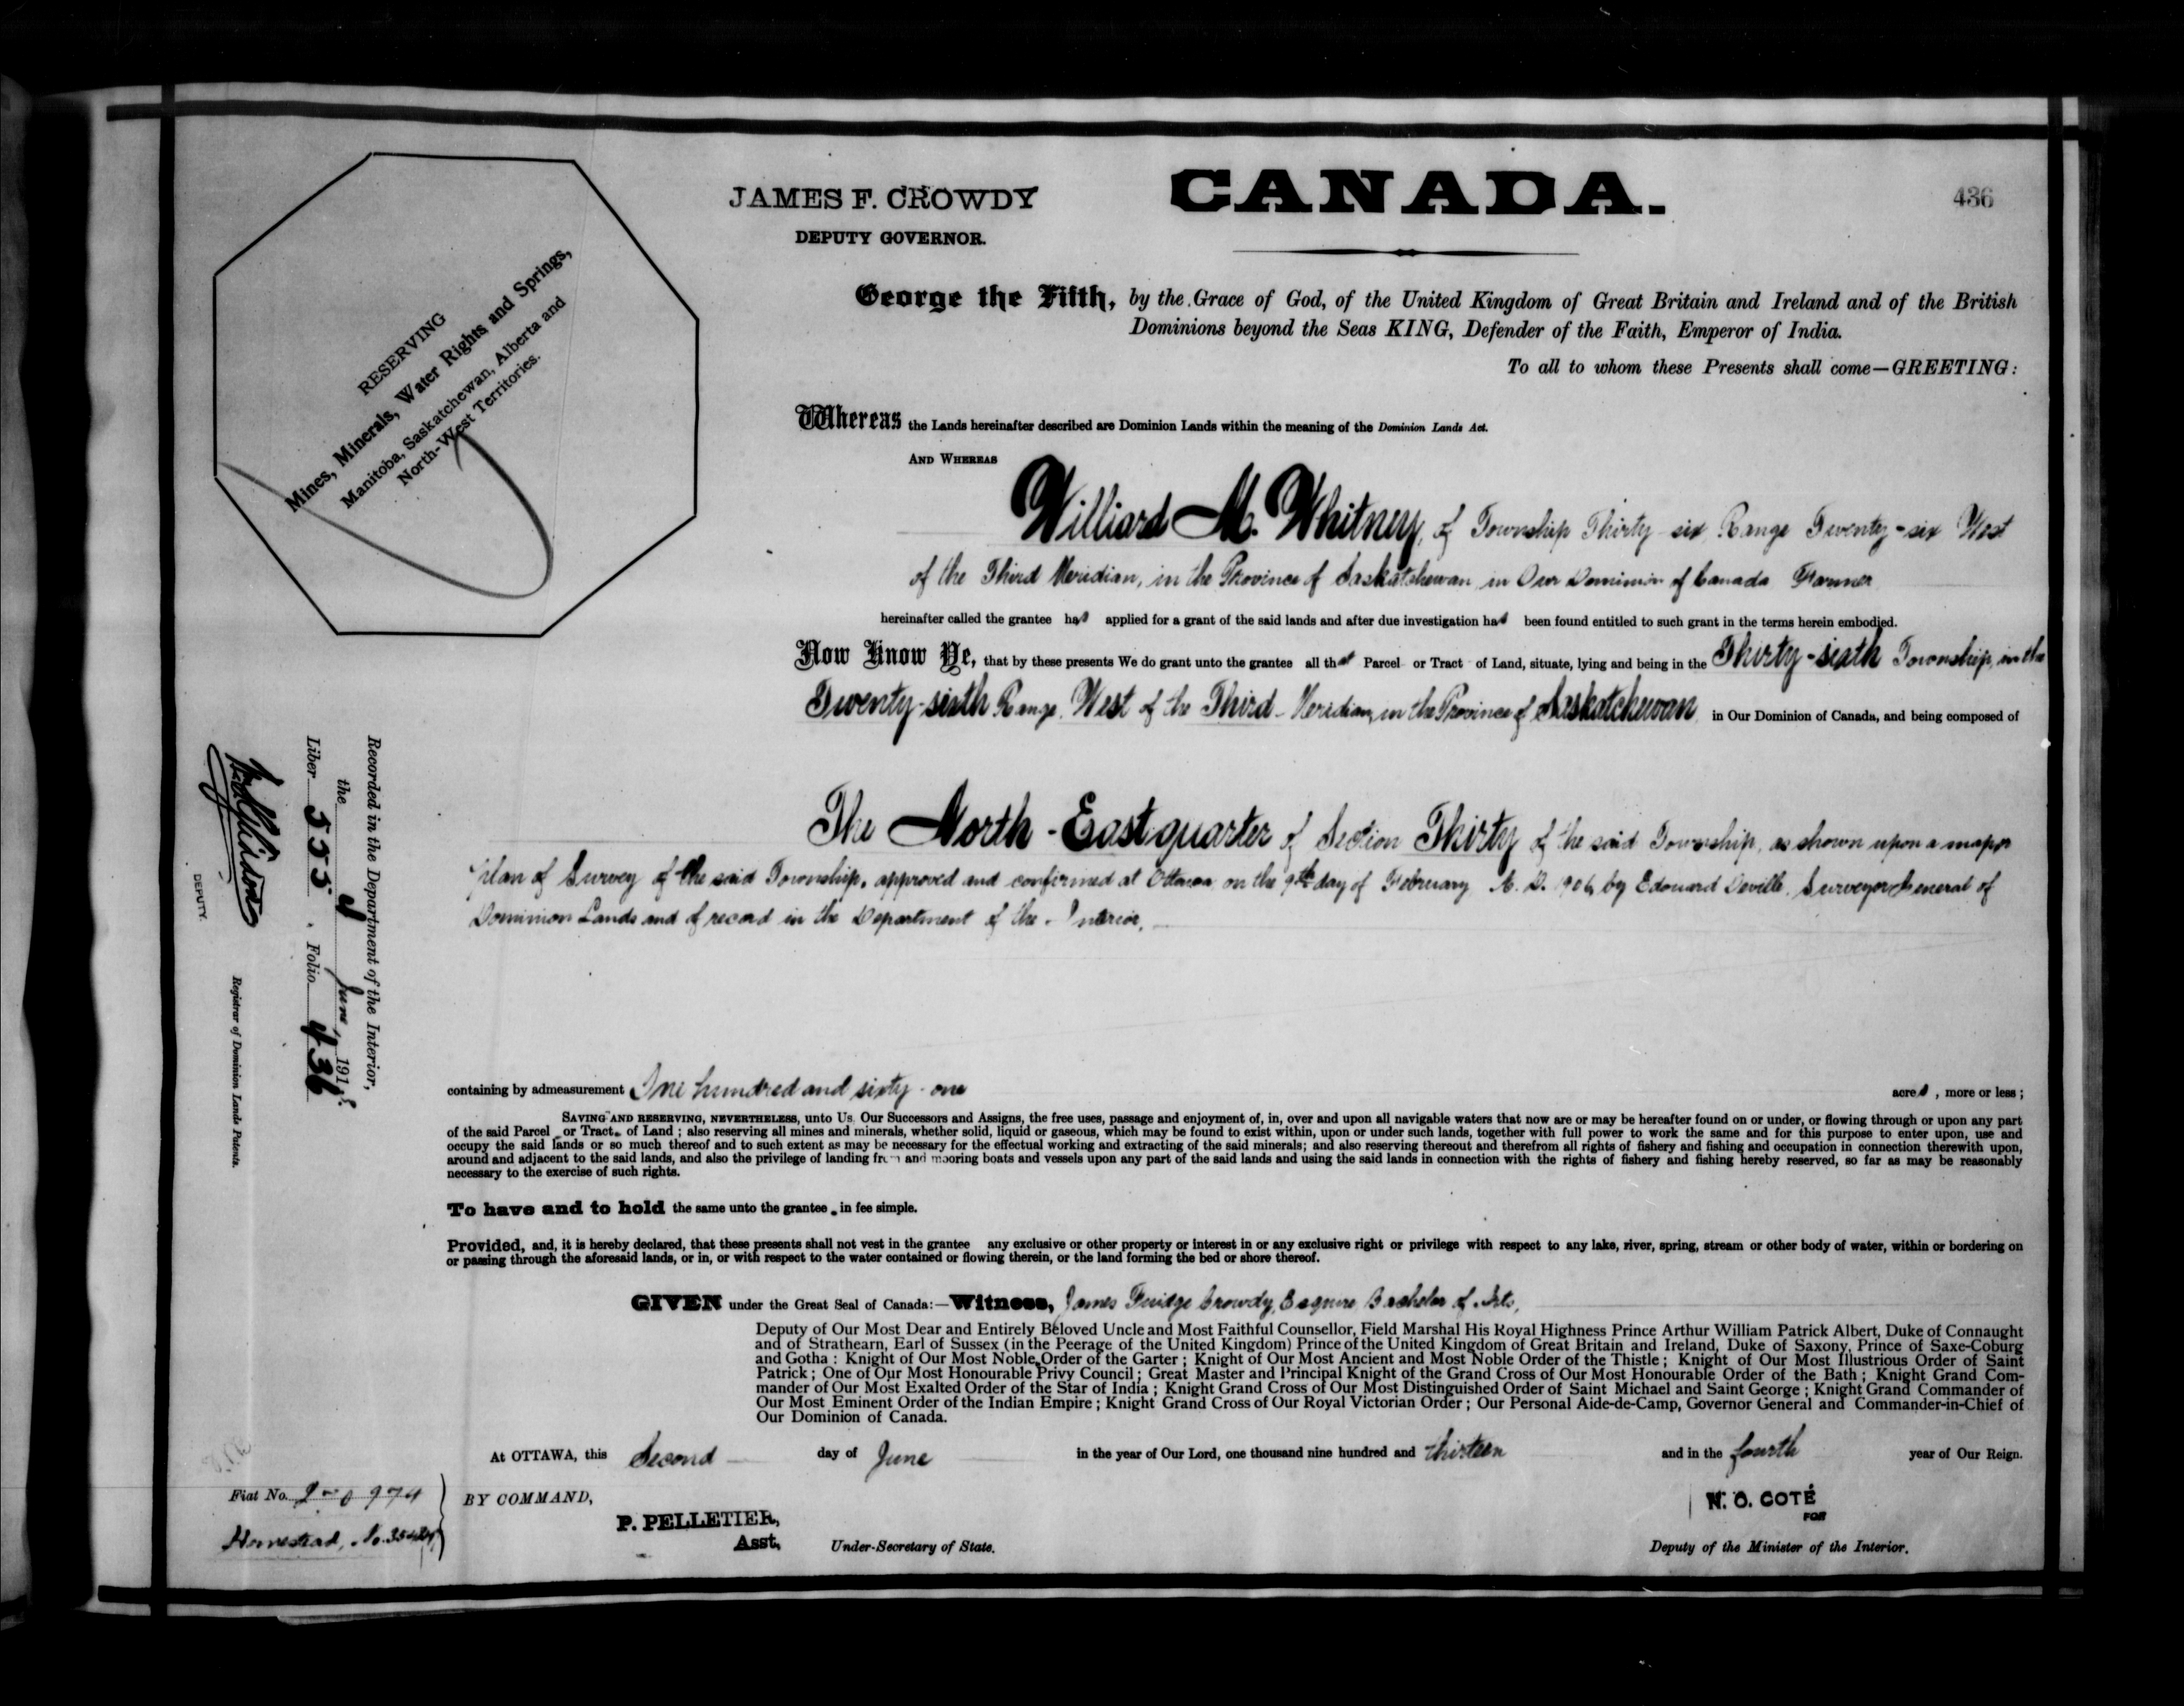 436
CANADA.
JAMES F. CROWDY
DEPUTY GOVERNOR.
RESERVING
Mines, Minerals, Water Rights and Springs,
Manitoba, Saskatchewan, Alberta and
North-West Territories.
George the Fifth, by the Grace of God, of the United Kingdom of Great Britain and Ireland and of the British
Dominions beyond the Seas KING, Defender of the Faith, Emperor of India.
To all to whom these Presents shall come—GREETING:
Whereas the Lands hereinafter described are Dominion Lands within the meaning of the Dominion Lands Act.
AND WHEREAS
Williard M. Whitney, of Township Thirty-six, Range Twenty-six West
of the Third Meridian, in the Province of Saskatchewan, in Our Dominion of Canada Farmer
hereinafter called the grantee has applied for a grant of the said lands and after due investigation has been found entitled to such grant in the terms herein embodied.
Now Know Ye, that by these presents We do grant unto the grantee all that Parcel or Tract of Land, situate, lying and being in the Thirty-sixth Township, in the
Twenty-sixth Range, West of the Third Meridian, in the Province of Saskatchewan in Our Dominion of Canada, and being composed of
The North-East quarter of Section Thirty of the said Township, as shown upon a map or
plan of Survey of the said Township, approved and confirmed at Ottawa, on the 9th day of February A. D. 1904, by Edouard Deville, Surveyor General of
Dominion Lands and of record in the Department of the Interior,
containing by admeasurement One hundred and sixty-one acres, more or less;
SAVING AND RESERVING, NEVERTHELESS, unto Us Our Successors and Assigns, the free uses, passage and enjoyment of, in, over and upon all navigable waters that now are or may be hereafter found on or under, or flowing through or upon any part
of the said Parcel or Tract of Land; also reserving all mines and minerals, whether solid, liquid or gaseous, which may be found to exist within, upon or under such lands, together with full power to work the same and for this purpose to enter upon, use and
occupy the said lands or so much thereof and to such extent as may be necessary for the effectual working and extracting of the said minerals; and also reserving thereout and therefrom all rights of fishery and fishing and occupation in connection therewith upon,
around and adjacent to the said lands, and also the privilege of landing from and mooring boats and vessels upon any part of the said lands and using the said lands in connection with the rights of fishery and fishing hereby reserved, so far as may be reasonably
necessary to the exercise of such rights.
To have and to hold the same unto the grantee in fee simple.
Provided, and, it is hereby declared, that these presents shall not vest in the grantee any exclusive or other property or interest in or any exclusive right or privilege with respect to any lake, river, spring, stream or other body of water, within or bordering on
or passing through the aforesaid lands, or in, or with respect to the water contained or flowing therein, or the land forming the bed or shore thereof.
GIVEN under the Great Seal of Canada:—Witness, James Fuidge Crowdy, Esquire Bachelor of Arts,
Deputy of Our Most Dear and Entirely Beloved Uncle and Most Faithful Counsellor, Field Marshal His Royal Highness Prince Arthur William Patrick Albert, Duke of Connaught
and of Strathearn, Earl of Sussex (in the Peerage of the United Kingdom) Prince of the United Kingdom of Great Britain and Ireland, Duke of Saxony, Prince of Saxe-Coburg
and Gotha: Knight of Our Most Noble Order of the Garter; Knight of Our Most Ancient and Most Noble Order of the Thistle; Knight of Our Most Illustrious Order of Saint
Patrick; One of Our Most Honourable Privy Council; Great Master and Principal Knight of the Grand Cross of Our Most Honourable Order of the Bath; Knight Grand Com-
mander of Our Most Exalted Order of the Star of India; Knight Grand Cross of Our Most Distinguished Order of Saint Michael and Saint George; Knight Grand Commander of
Our Most Eminent Order of the Indian Empire; Knight Grand Cross of Our Royal Victorian Order; Our Personal Aide-de-Camp, Governor General and Commander-in-Chief of
Our Dominion of Canada.
At OTTAWA, this Second day of June in the year of Our Lord, one thousand nine hundred and thirteen and in the fourth year of Our Reign.
BY COMMAND,
P. PELLETIER,
Asst. Under-Secretary of State.
N. O. COTÉ
FOR
Deputy of the Minister of the Interior.
Fiat No.
Homestead, No.
Recorded in the Department of the Interior,
the June, 191
Liber 555, Folio 436
DEPUTY.
Registrar of Dominion Lands Patents.